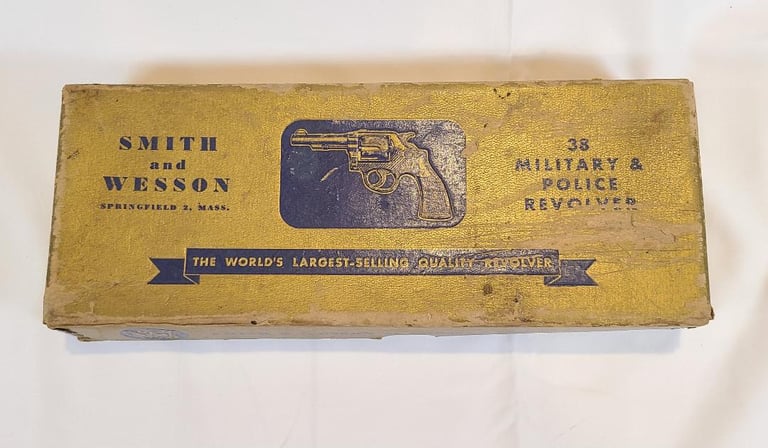 SMITH
and
WESSON
SPRINGFIELD 2, MASS.
38
MILITARY &
POLICE
REVOLVER
THE WORLD'S LARGEST-SELLING QUALITY REVOLVER